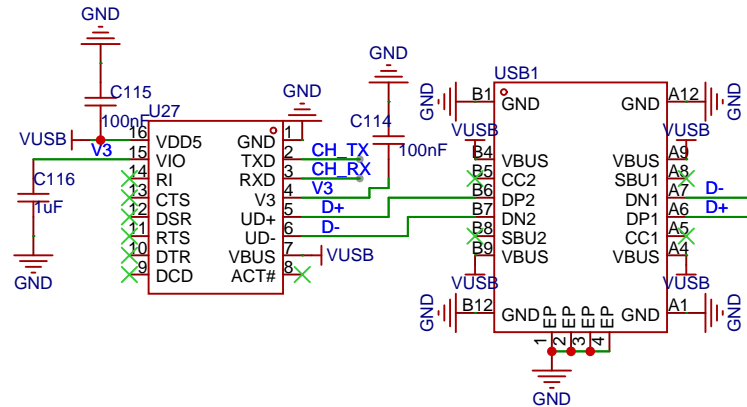 GND
GND
C115
100nF
U27
GND
C114
100nF
USB1
VUSB
V3
C116
1uF
GND
16 VDD5
15 VIO
14 RI
13 CTS
12 DSR
11 RTS
10 DTR
9 DCD
GND 1
TXD 2 CH_TX
RXD 3 CH_RX
V3 4 V3
UD+ 5 D+
UD- 6 D-
VBUS 7 VUSB
ACT# 8
GND B1 GND
VUSB
B4 VBUS
B5 CC2
B6 DP2
B7 DN2
B8 SBU2
B9 VBUS
VUSB
GND B12 GND
GND A12 GND
VUSB
VBUS A9
SBU1 A8
DN1 A7 D-
DP1 A6 D+
CC1 A5
VBUS A4
VUSB
GND A1 GND
EP EP EP EP
1 2 3 4
GND